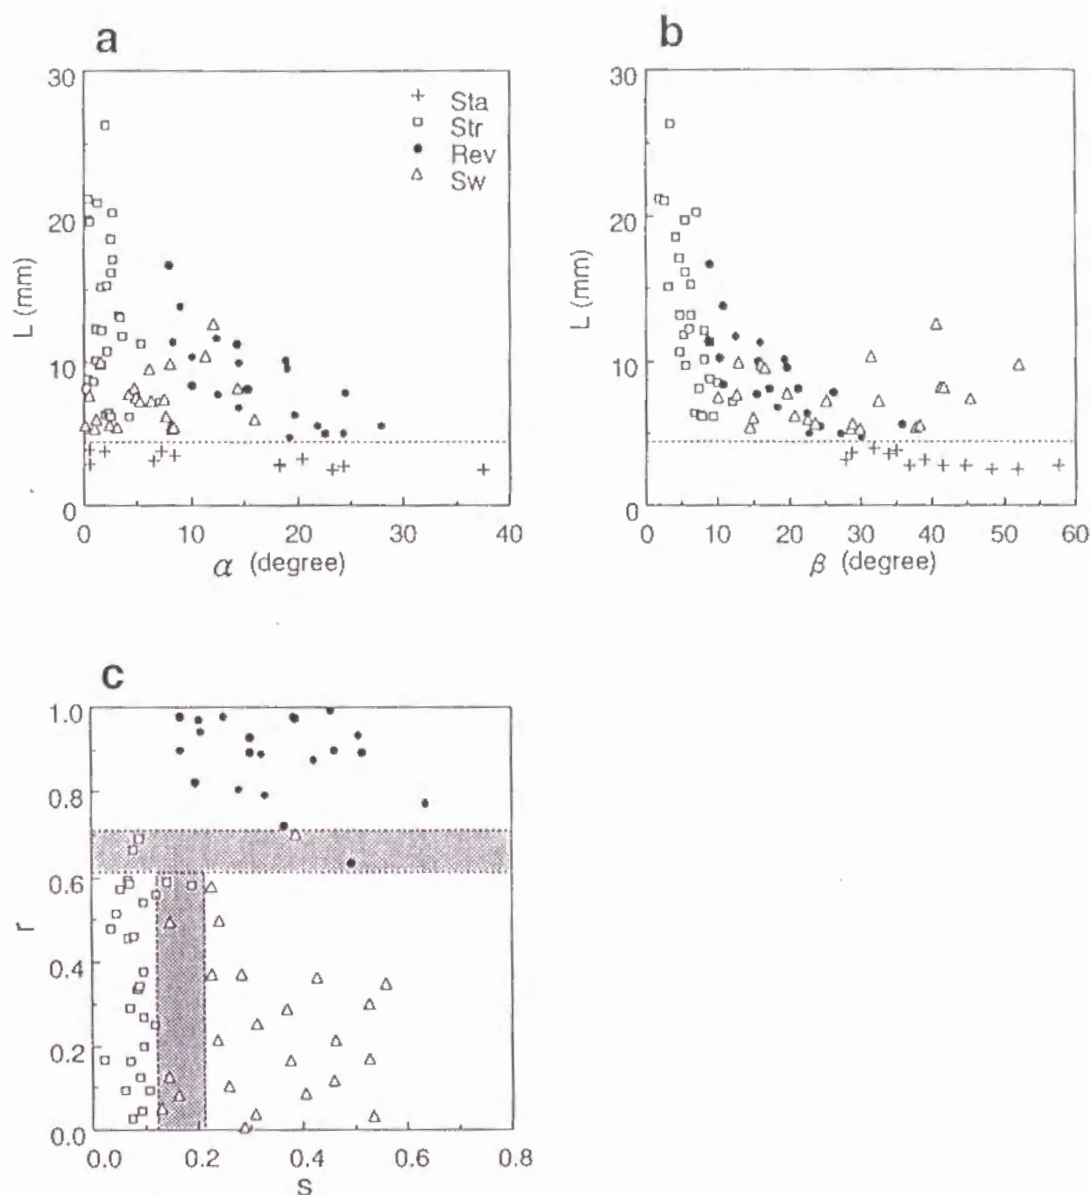 a
30
20
10
0
L (mm)
+ Sta
□ Str
• Rev
△ Sw
0 10 20 30 40
α (degree)
b
30
20
10
0
L (mm)
0 10 20 30 40 50 60
β (degree)
c
1.0
0.8
0.6
0.4
0.2
0.0
r
0.0 0.2 0.4 0.6 0.8
S